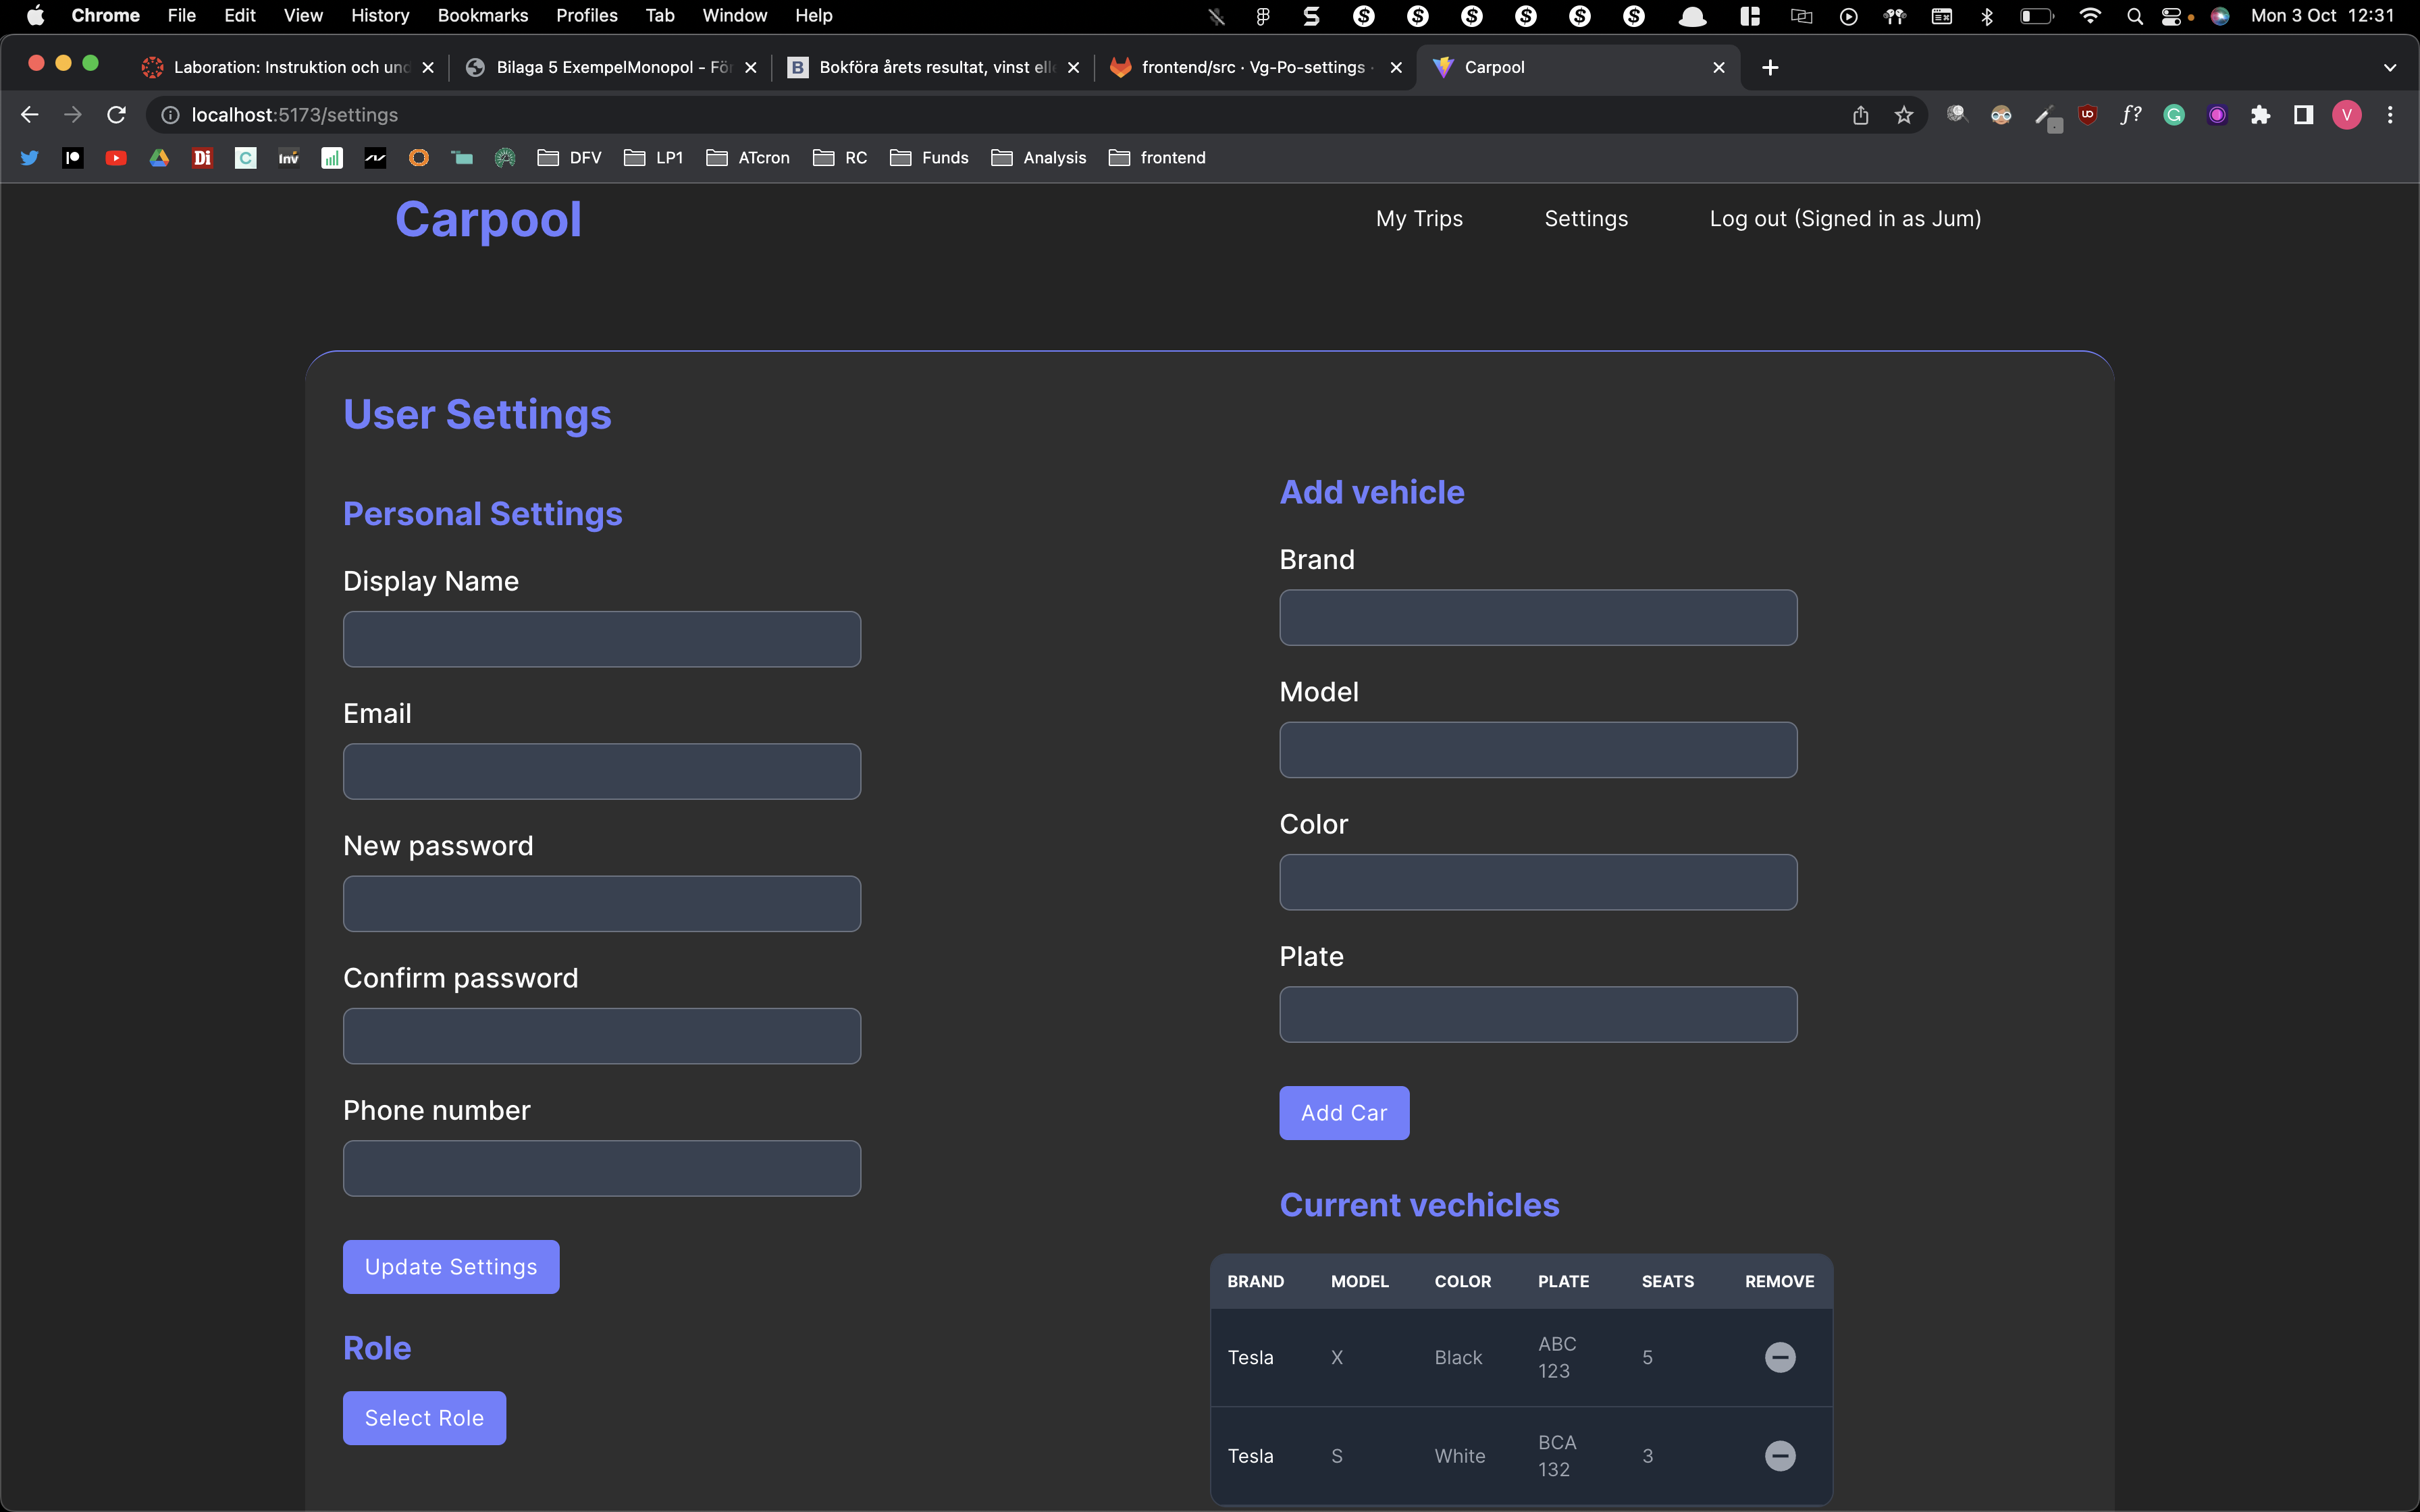 Chrome File Edit View History Bookmarks Profiles Tab Window Help Mon 3 Oct 12:31
Laboration: Instruktion och und Bilaga 5 ExempelMonopol - För Bokföra årets resultat, vinst elle frontend/src · Vg-Po-settings · Carpool
localhost:5173/settings
DFV LP1 ATcron RC Funds Analysis frontend
Carpool My Trips Settings Log out (Signed in as Jum)
User Settings
Personal Settings
Display Name
Email
New password
Confirm password
Phone number
Update Settings
Role
Select Role
Add vehicle
Brand
Model
Color
Plate
Add Car
Current vechicles
BRAND MODEL COLOR PLATE SEATS REMOVE
Tesla X Black ABC 123 5
Tesla S White BCA 132 3